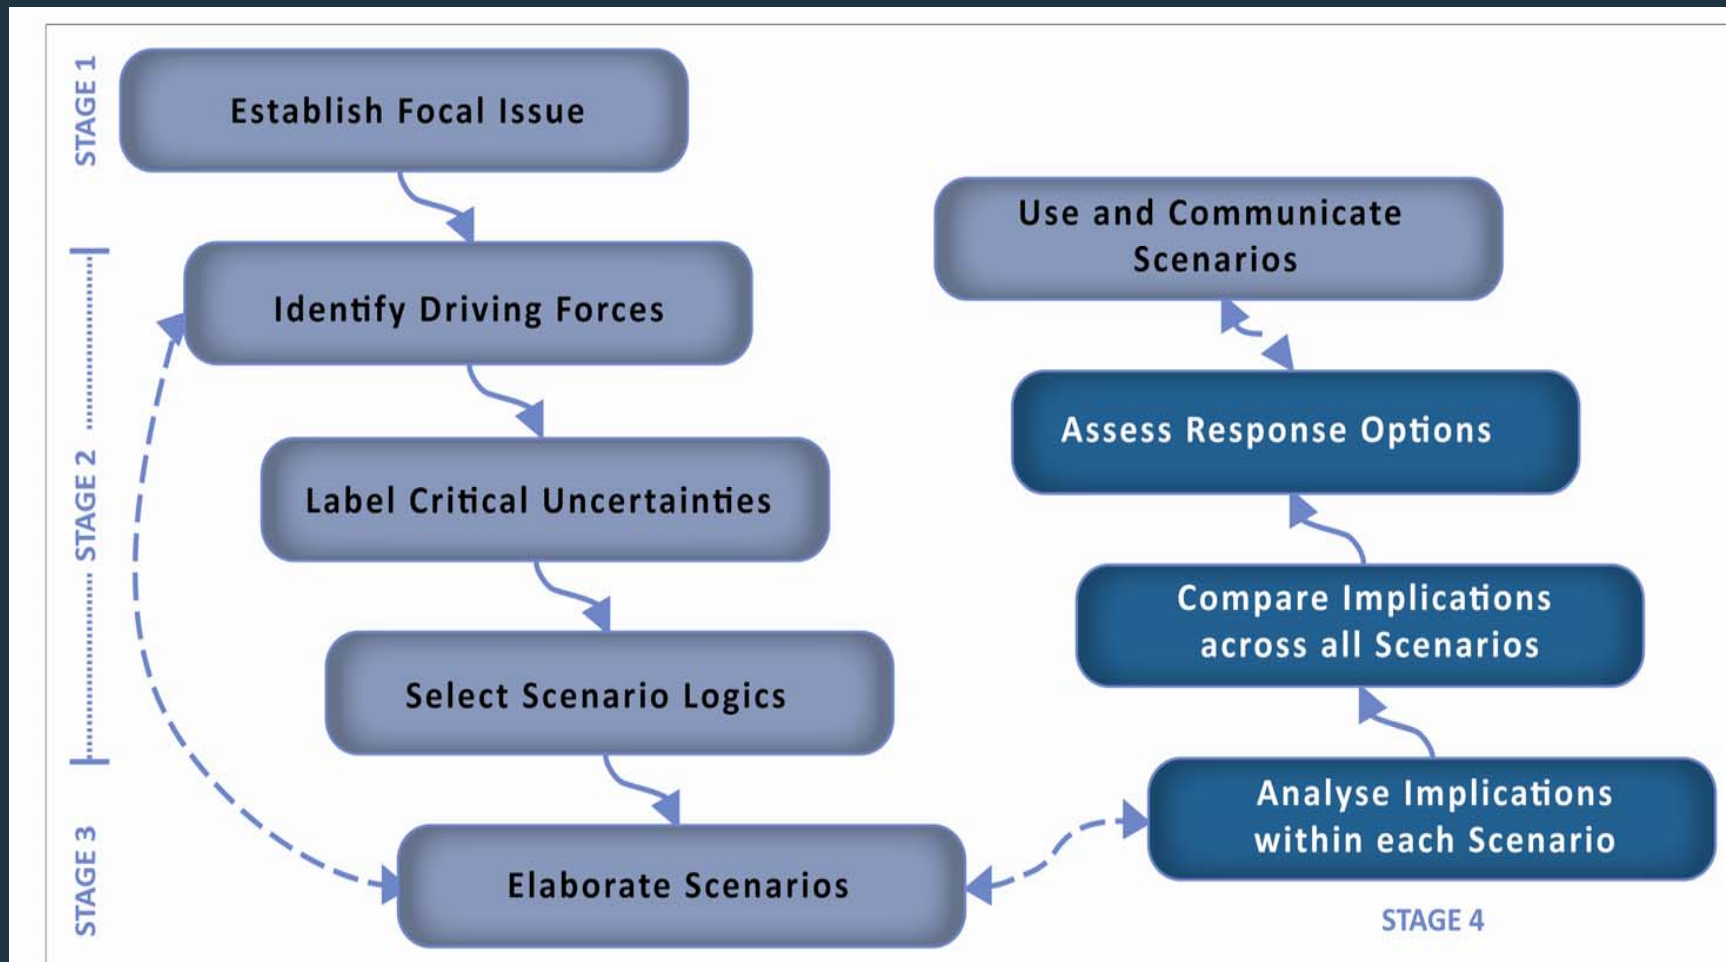 STAGE 1
Establish Focal Issue
STAGE 2
Identify Driving Forces
Label Critical Uncertainties
Select Scenario Logics
STAGE 3
Elaborate Scenarios
Use and Communicate
Scenarios
Assess Response Options
Compare Implications
across all Scenarios
Analyse Implications
within each Scenario
STAGE 4